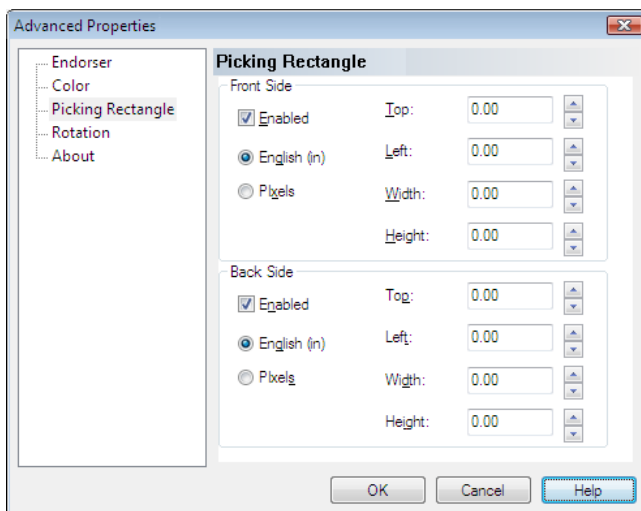 Advanced Properties
Endorser
Color
Picking Rectangle
Rotation
About
Picking Rectangle
Front Side
Enabled
English (in)
PIxels
Top: 0.00
Left: 0.00
Width: 0.00
Height: 0.00
Back Side
Enabled
English (in)
PIxels
Top: 0.00
Left: 0.00
Width: 0.00
Height: 0.00
OK Cancel Help